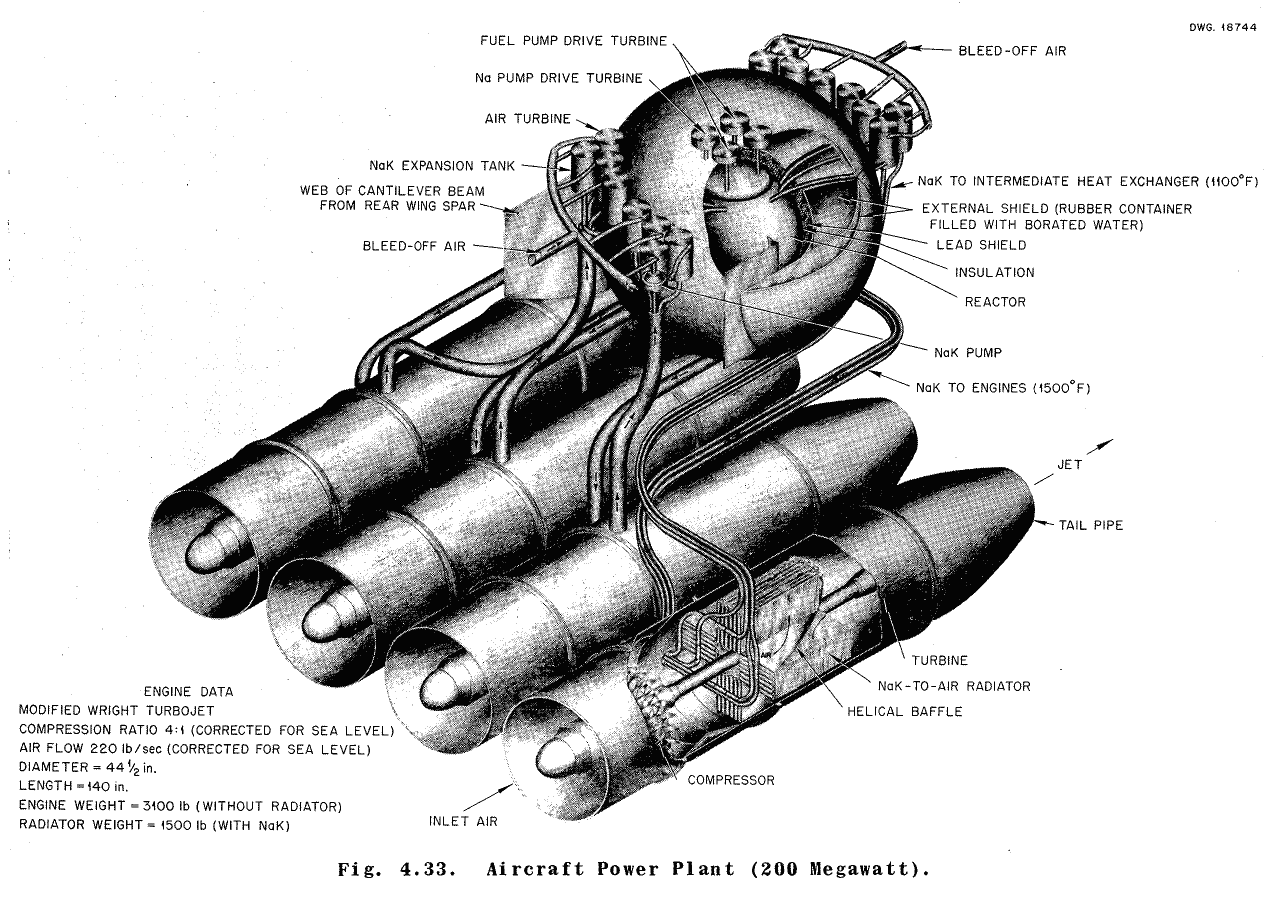 DWG. 18744
FUEL PUMP DRIVE TURBINE
BLEED-OFF AIR
Na PUMP DRIVE TURBINE
AIR TURBINE
NaK EXPANSION TANK
NaK TO INTERMEDIATE HEAT EXCHANGER (1100°F)
WEB OF CANTILEVER BEAM
FROM REAR WING SPAR
EXTERNAL SHIELD (RUBBER CONTAINER
FILLED WITH BORATED WATER)
BLEED-OFF AIR
LEAD SHIELD
INSULATION
REACTOR
NaK PUMP
NaK TO ENGINES (1500°F)
JET
TAIL PIPE
AIR
TURBINE
NaK-TO-AIR RADIATOR
HELICAL BAFFLE
COMPRESSOR
INLET AIR
ENGINE DATA
MODIFIED WRIGHT TURBOJET
COMPRESSION RATIO 4:1 (CORRECTED FOR SEA LEVEL)
AIR FLOW 220 lb/sec (CORRECTED FOR SEA LEVEL)
DIAMETER = 44 1/2 in.
LENGTH = 140 in.
ENGINE WEIGHT = 3100 lb (WITHOUT RADIATOR)
RADIATOR WEIGHT = 1500 lb (WITH NaK)
Fig. 4.33. Aircraft Power Plant (200 Megawatt).